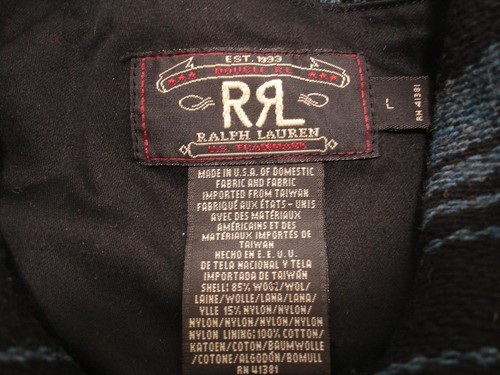 EST. 1993
DOUBLE RL
RRL
RALPH LAUREN
U.S. TRADEMARK
L
RN 41381
MADE IN U.S.A. OF DOMESTIC
FABRIC AND FABRIC
IMPORTED FROM TAIWAN
FABRIQUÉ AUX ÉTATS - UNIS
AVEC DES MATÉRIAUX
AMÉRICAINS ET DES
MATÉRIAUX IMPORTÉS DE
TAIWAN
HECHO EN E.E. U.U.
DE TELA NACIONAL Y TELA
IMPORTADA DE TAIWÁN
SHELL: 85% WOOL/WOL/
LAINE/WOLLE/LANA/LANA/
YLLE 15% NYLON/NYLON/
NYLON/NYLON/NYLON/NYLON/
NYLON LINING: 100% COTTON/
KATOEN/COTON/BAUMWOLLE
/COTONE/ALGODÓN/BOMULL
RN 41381